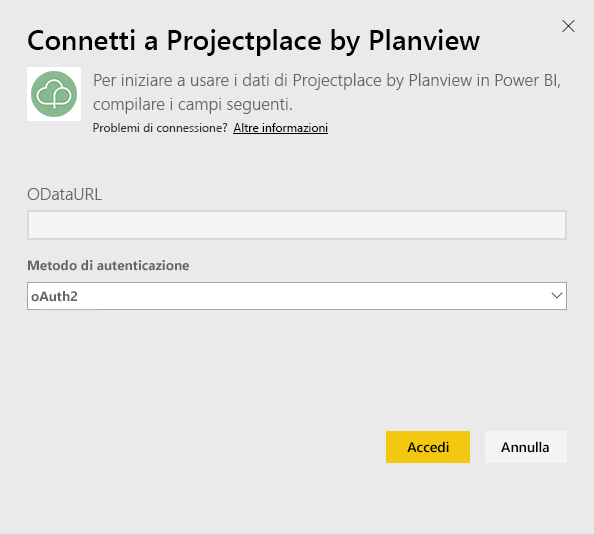 Connetti a Projectplace by Planview
Per iniziare a usare i dati di Projectplace by Planview in Power BI,
compilare i campi seguenti.
Problemi di connessione? Altre informazioni
ODataURL
Metodo di autenticazione
oAuth2
Accedi Annulla